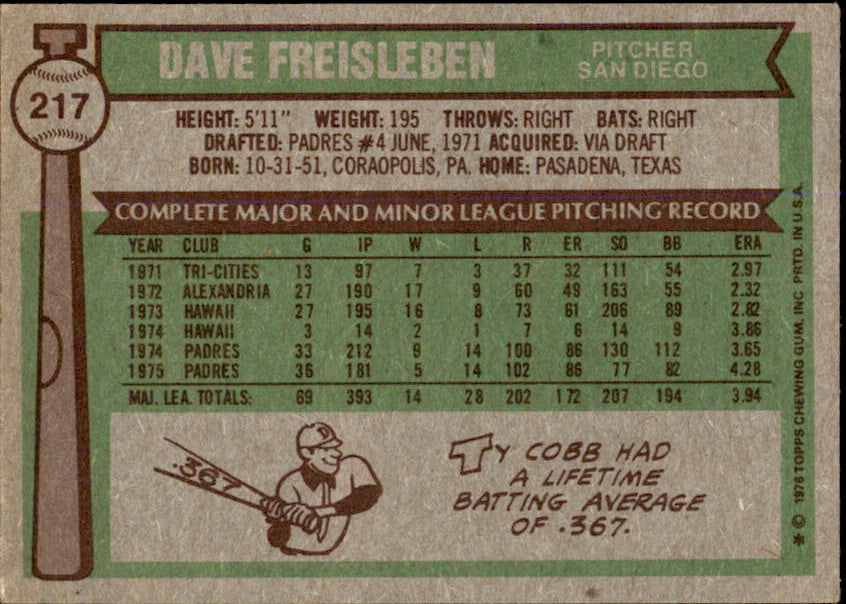 217
DAVE FREISLEBEN
PITCHER
SAN DIEGO
HEIGHT: 5'11" WEIGHT: 195 THROWS: RIGHT BATS: RIGHT
DRAFTED: PADRES #4 JUNE, 1971 ACQUIRED: VIA DRAFT
BORN: 10-31-51, CORAOPOLIS, PA. HOME: PASADENA, TEXAS
COMPLETE MAJOR AND MINOR LEAGUE PITCHING RECORD
YEAR CLUB G IP W L R ER SO BB ERA
1971 TRI-CITIES 13 97 7 3 37 32 111 54 2.97
1972 ALEXANDRIA 27 190 17 9 60 49 163 55 2.32
1973 HAWAII 27 195 16 8 73 61 206 89 2.82
1974 HAWAII 3 14 2 1 7 6 14 9 3.86
1974 PADRES 33 212 9 14 100 86 130 112 3.65
1975 PADRES 36 181 5 14 102 86 77 82 4.28
MAJ. LEA. TOTALS: 69 393 14 28 202 172 207 194 3.94
.367
D
TY COBB HAD
A LIFETIME
BATTING AVERAGE
OF .367.
* © 1976 TOPPS CHEWING GUM, INC. PRTD. IN U.S.A.